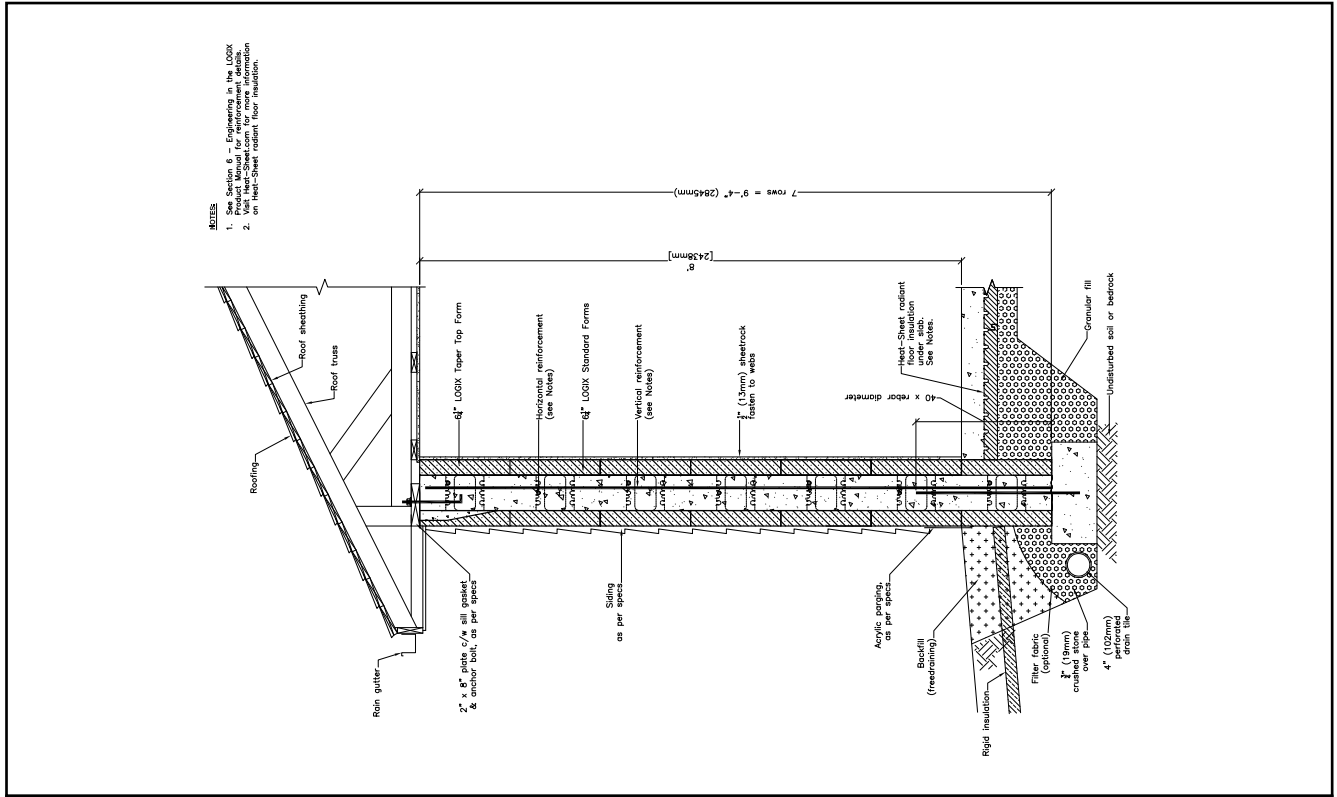 NOTES:
1. See Section 6 – Engineering in the LOGIX
Product Manual for reinforcement details.
2. Visit Heat-Sheet.com for more information
on Heat-Sheet radiant floor insulation.
Roofing
Roof sheathing
Roof truss
Rain gutter
2" x 8" plate c/w sill gasket
& anchor bolt, as per specs
6¼" LOGIX Taper Top Form
Horizontal reinforcement
(see Notes)
6¼" LOGIX Standard Forms
Vertical reinforcement
(see Notes)
½" (13mm) sheetrock
fasten to webs
8'
[2438mm]
7 rows = 9'-4" (2845mm)
Siding
as per specs
Acrylic parging,
as per specs
Heat-Sheet radiant
floor insulation
under slab.
See Notes.
40 x rebar diameter
Backfill
(freedraining)
Rigid insulation
Filter fabric
(optional)
¾" (19mm)
crushed stone
over pipe
4" (102mm)
perforated
drain tile
Granular fill
Undisturbed soil or bedrock